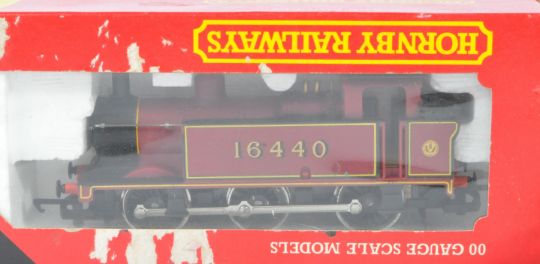 HORNBY RAILWAYS
16440
00 GAUGE SCALE MODELS